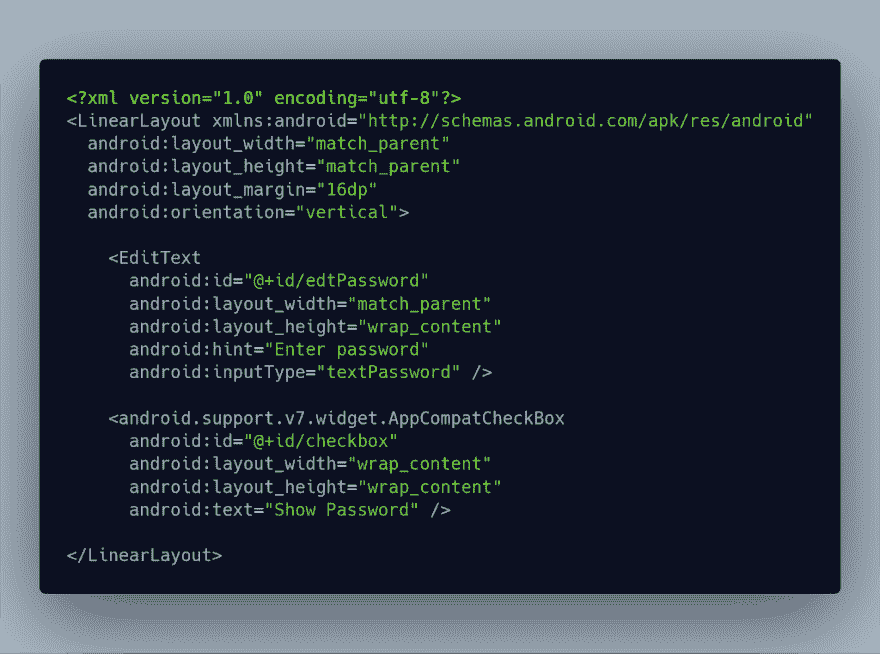 <?xml version="1.0" encoding="utf-8"?>
<LinearLayout xmlns:android="http://schemas.android.com/apk/res/android"
android:layout_width="match_parent"
android:layout_height="match_parent"
android:layout_margin="16dp"
android:orientation="vertical">
<EditText
android:id="@+id/edtPassword"
android:layout_width="match_parent"
android:layout_height="wrap_content"
android:hint="Enter password"
android:inputType="textPassword" />
<android.support.v7.widget.AppCompatCheckBox
android:id="@+id/checkbox"
android:layout_width="wrap_content"
android:layout_height="wrap_content"
android:text="Show Password" />
</LinearLayout>